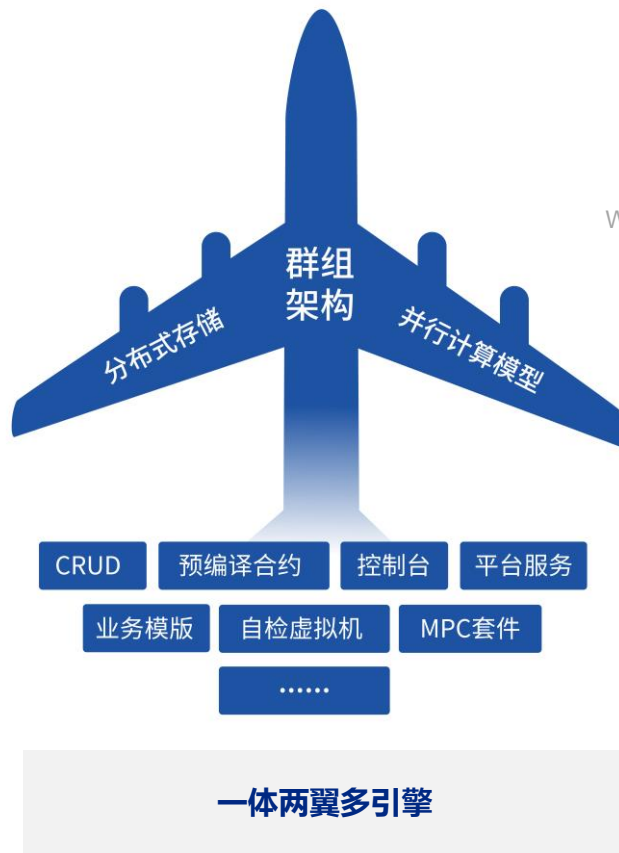 W
群组
架构
分布式存储
并行计算模型
CRUD 预编译合约 控制台 平台服务
业务模版 自检虚拟机 MPC套件
……
一体两翼多引擎